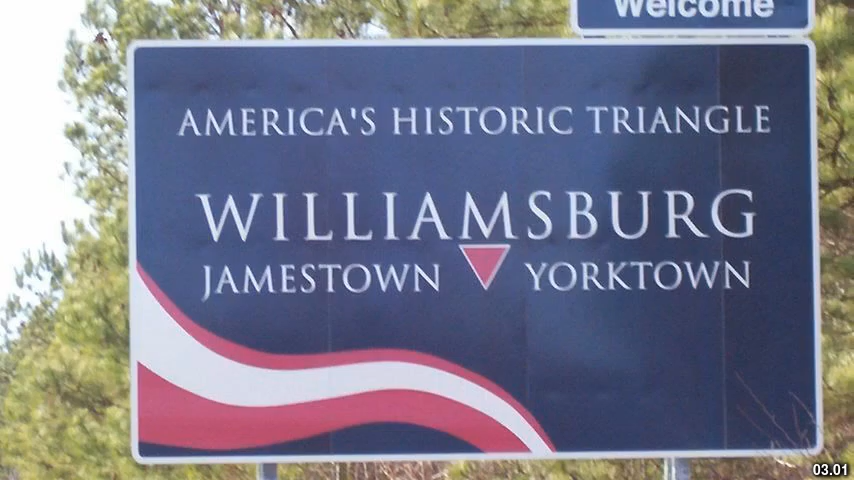 Welcome
AMERICA'S HISTORIC TRIANGLE
WILLIAMSBURG
JAMESTOWN YORKTOWN
03.01